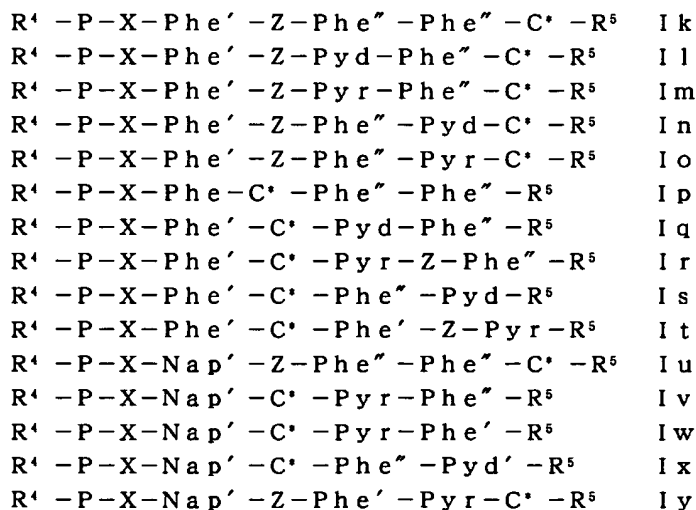 R⁴ －P－X－Phe′ －Z－Phe″ －Phe″ －C* －R⁵ Ik
R⁴ －P－X－Phe′ －Z－Pyd－Phe″ －C* －R⁵ Il
R⁴ －P－X－Phe′ －Z－Pyr－Phe″ －C* －R⁵ Im
R⁴ －P－X－Phe′ －Z－Phe″ －Pyd－C* －R⁵ In
R⁴ －P－X－Phe′ －Z－Phe″ －Pyr－C* －R⁵ Io
R⁴ －P－X－Phe－C* －Phe″ －Phe″ －R⁵ Ip
R⁴ －P－X－Phe′ －C* －Pyd－Phe″ －R⁵ Iq
R⁴ －P－X－Phe′ －C* －Pyr－Z－Phe″ －R⁵ Ir
R⁴ －P－X－Phe′ －C* －Phe″ －Pyd－R⁵ Is
R⁴ －P－X－Phe′ －C* －Phe′ －Z－Pyr－R⁵ It
R⁴ －P－X－Nap′ －Z－Phe″ －Phe″ －C* －R⁵ Iu
R⁴ －P－X－Nap′ －C* －Pyr－Phe″ －R⁵ Iv
R⁴ －P－X－Nap′ －C* －Pyr－Phe′ －R⁵ Iw
R⁴ －P－X－Nap′ －C* －Phe″ －Pyd′ －R⁵ Ix
R⁴ －P－X－Nap′ －Z－Phe′ －Pyr－C* －R⁵ Iy